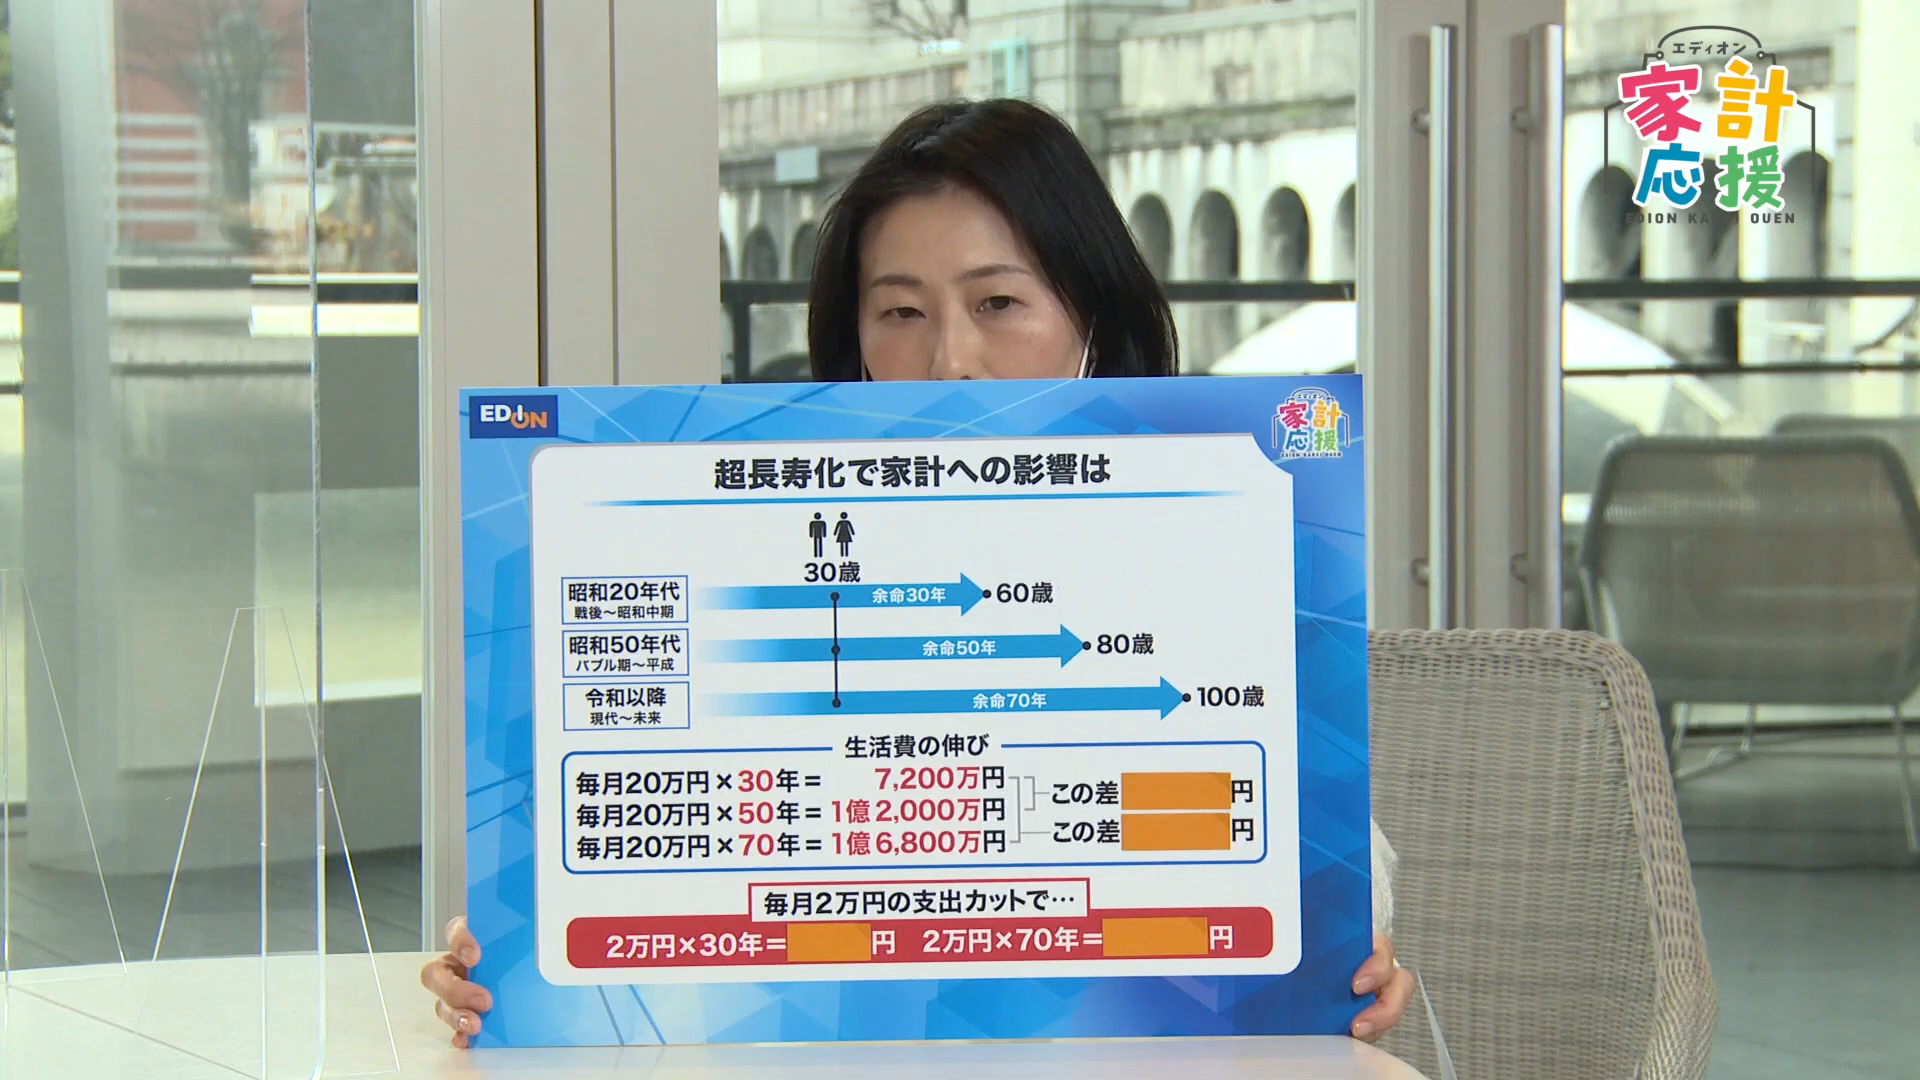 エディオン
家計
応援
EDION KAKEI OUEN
EDION
エディオン
家計
応援
EDION KAKEI OUEN
超長寿化で家計への影響は
30歳
昭和20年代
戦後〜昭和中期
余命30年
60歳
昭和50年代
バブル期〜平成
余命50年
80歳
令和以降
現代〜未来
余命70年
100歳
生活費の伸び
毎月20万円×30年= 7,200万円
毎月20万円×50年=1億2,000万円
毎月20万円×70年=1億6,800万円
この差 円
この差 円
毎月2万円の支出カットで…
2万円×30年= 円 2万円×70年= 円